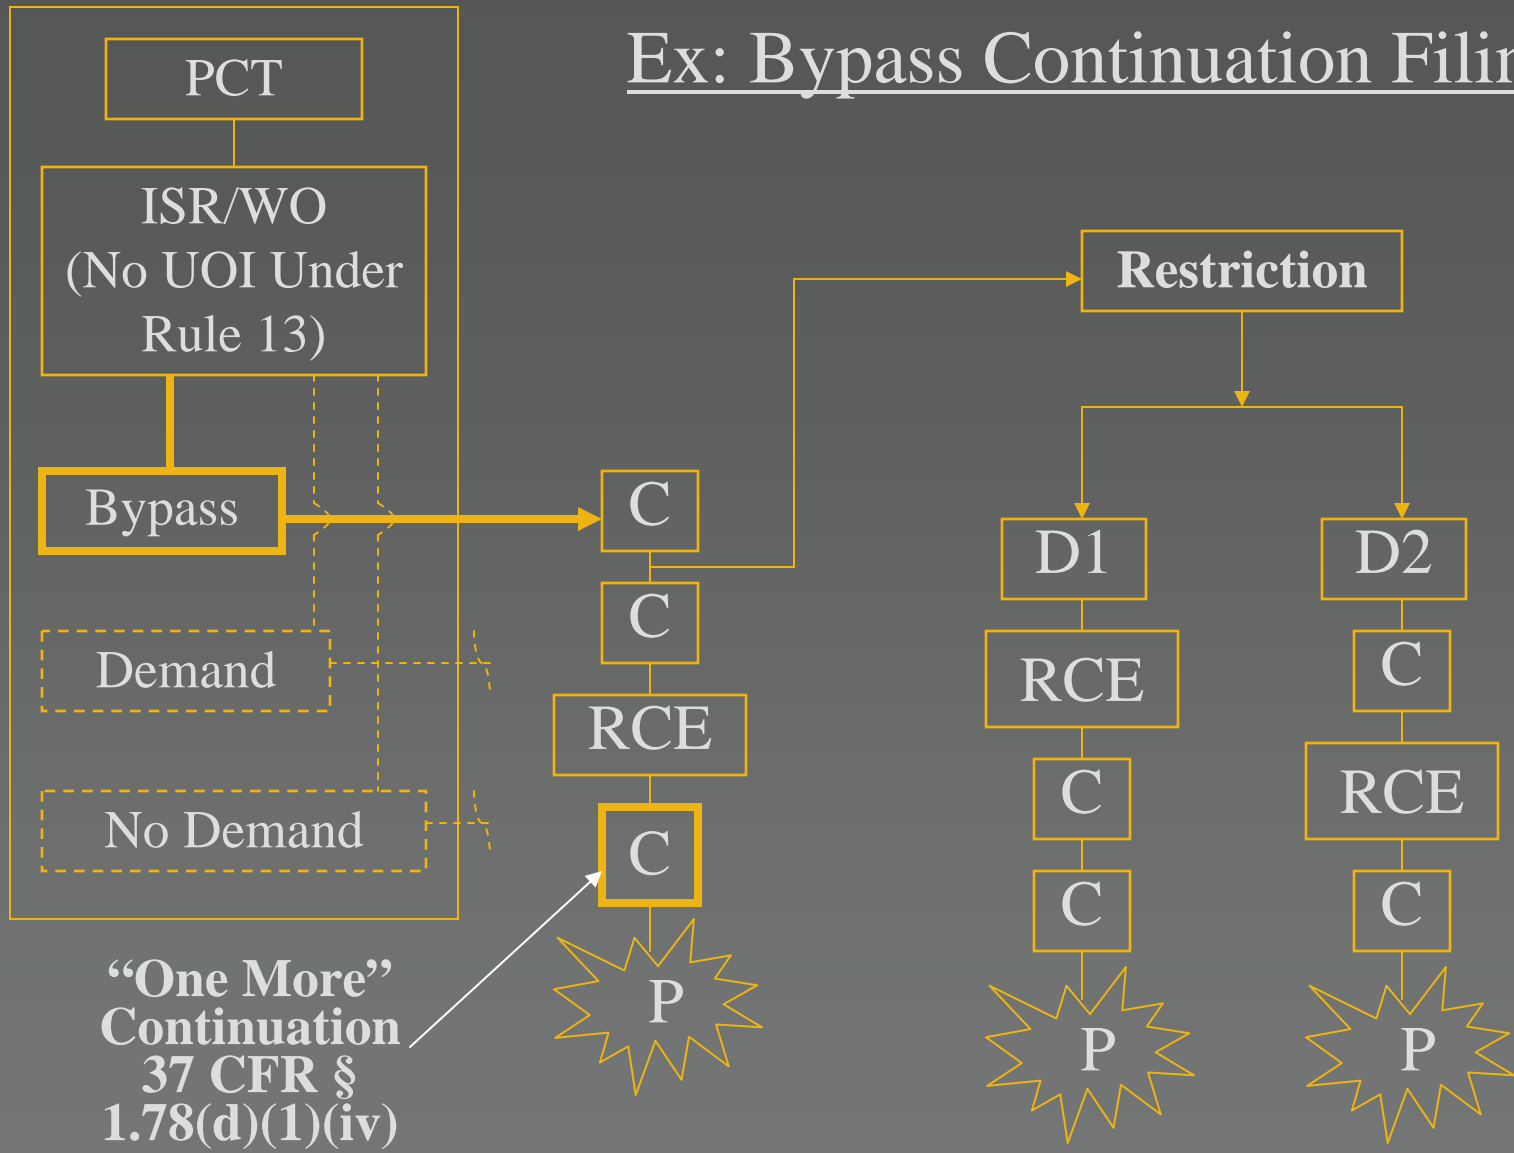 Ex: Bypass Continuation
PCT
ISR/WO
(No UOI Under
Rule 13)
Restriction
Bypass
C
D1
D2
C
Demand
RCE
C
RCE
No Demand
C
RCE
C
C
C
“One More”
Continuation
37 CFR §
1.78(d)(1)(iv)
P
P
P